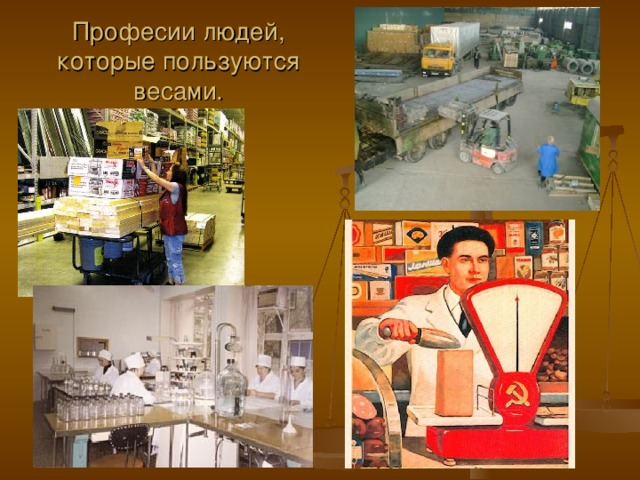 Професии людей,
которые пользуются
весами.